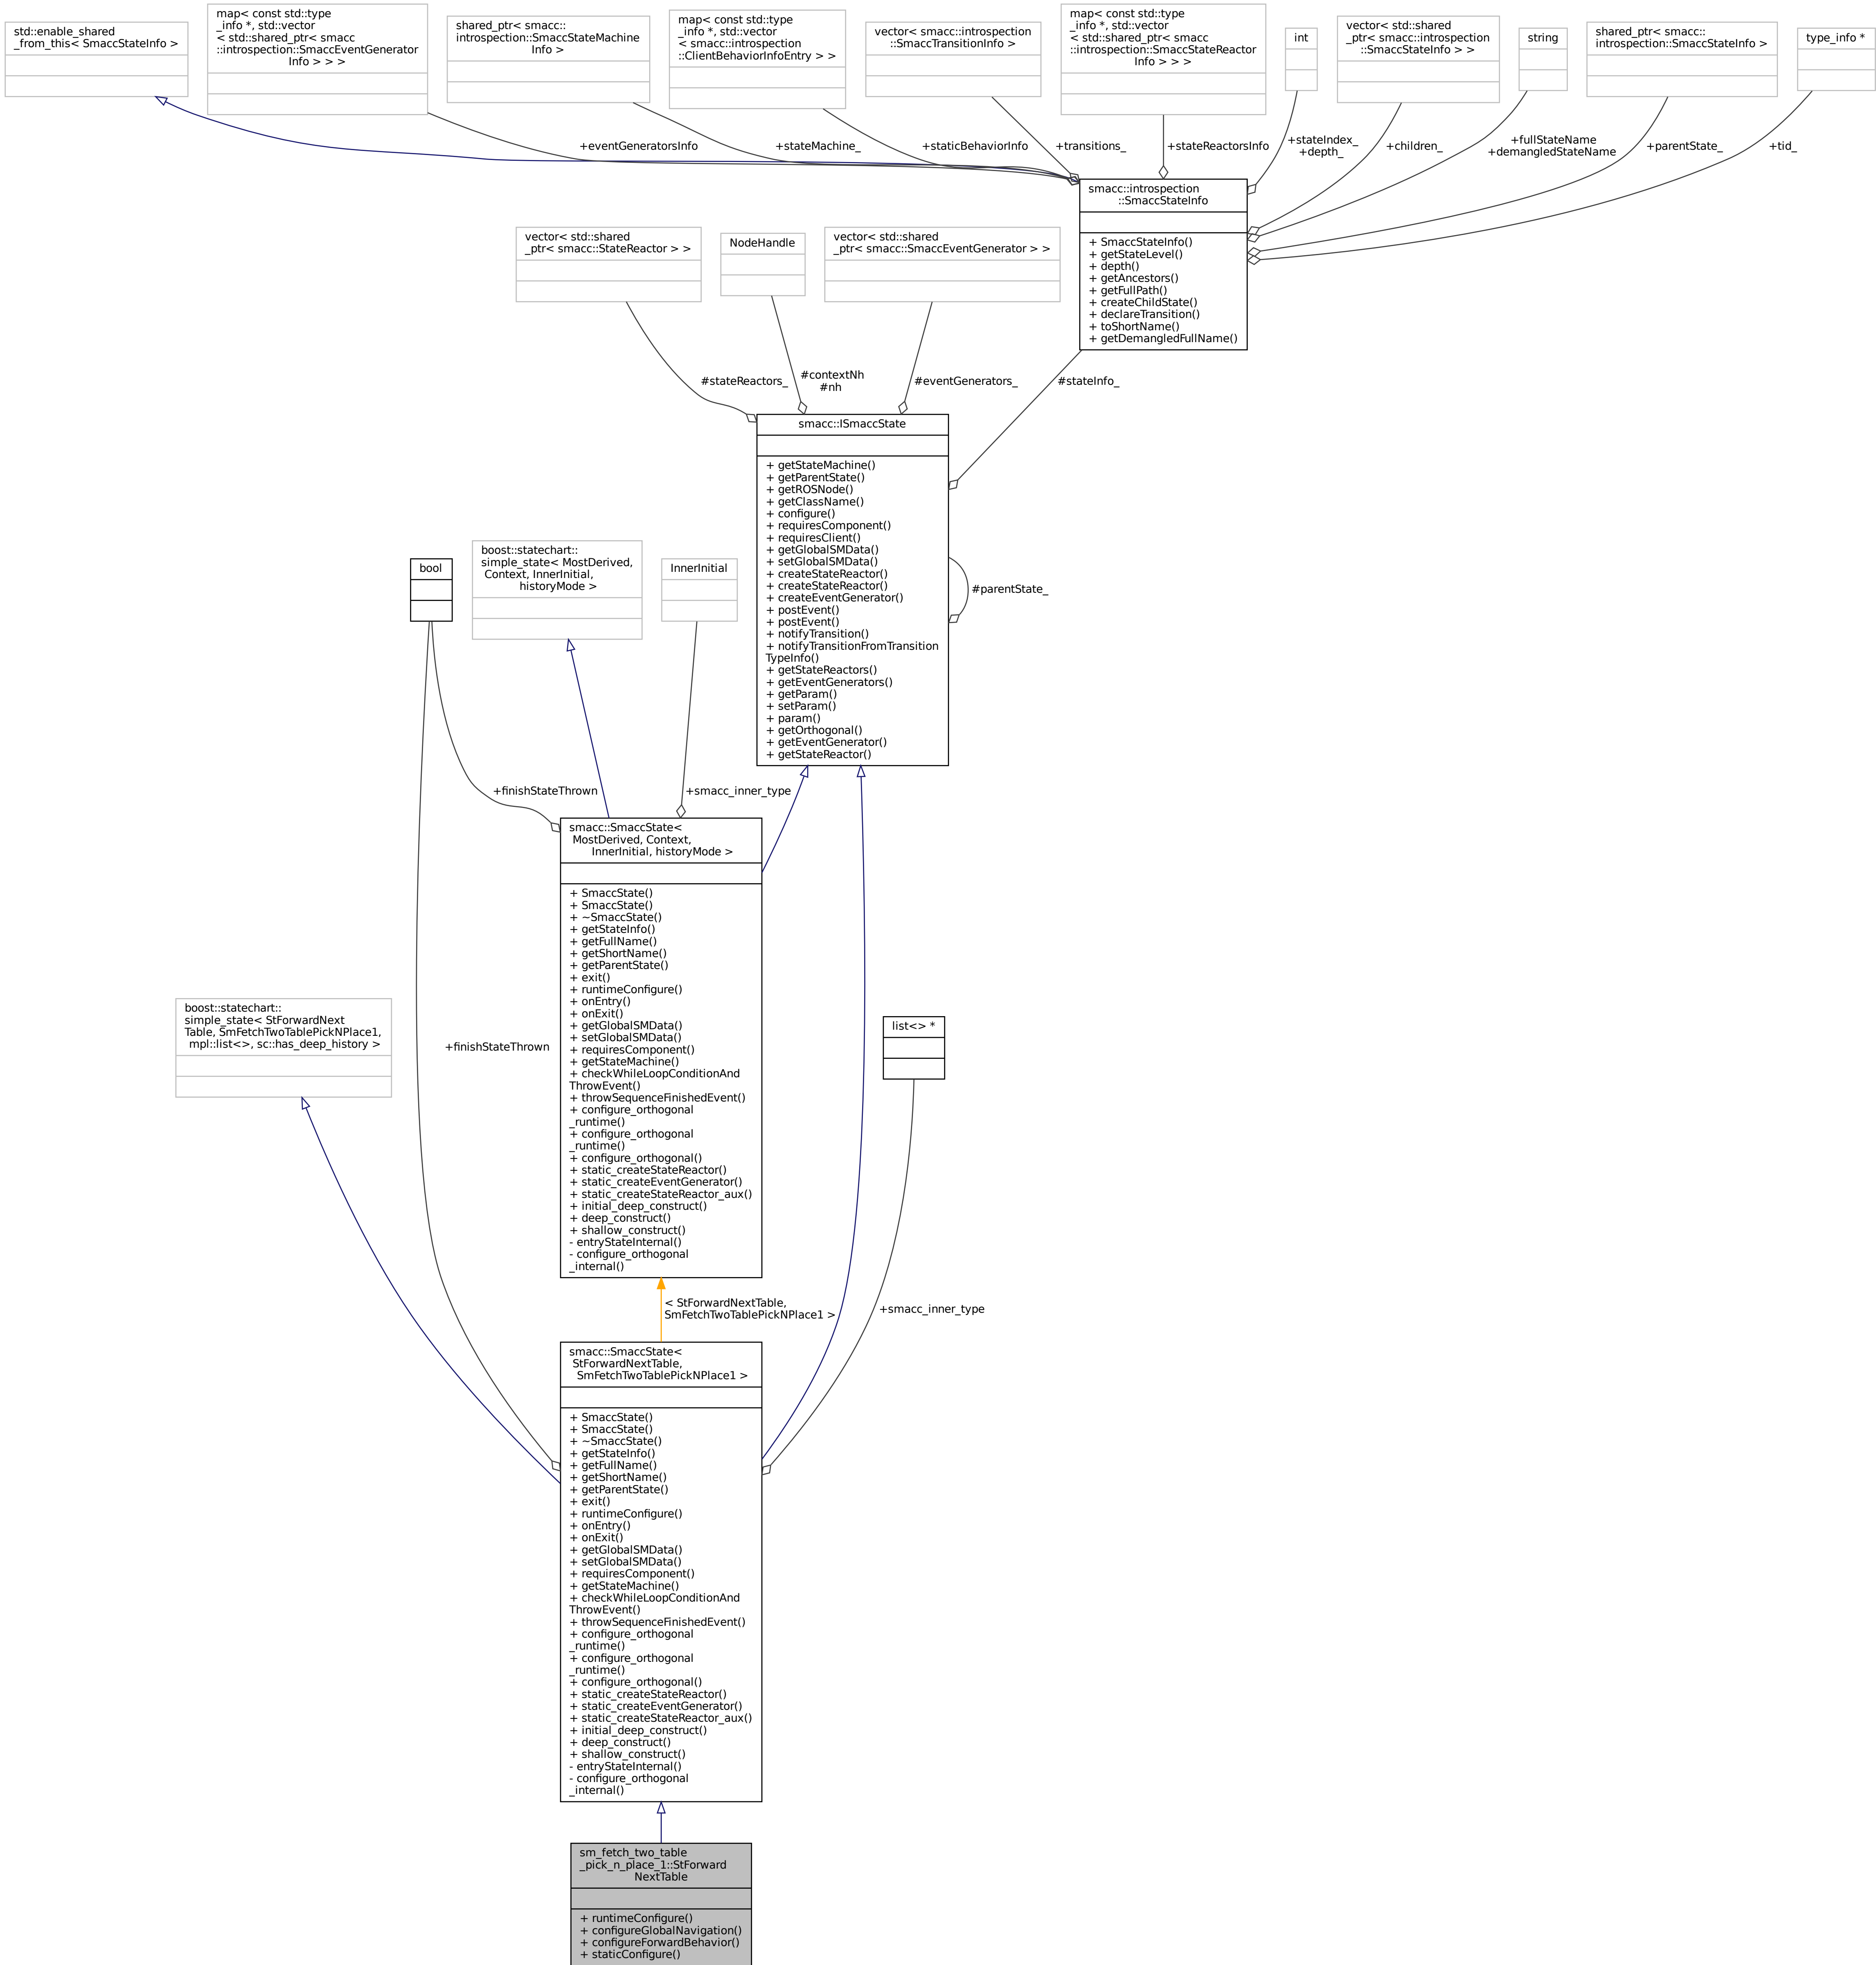 std::enable_shared
_from_this< SmaccStateInfo >
map< const std::type
_info *, std::vector
< std::shared_ptr< smacc
::introspection::SmaccEventGenerator
Info > > >
shared_ptr< smacc::
introspection::SmaccStateMachine
Info >
map< const std::type
_info *, std::vector
< smacc::introspection
::ClientBehaviorInfoEntry > >
vector< smacc::introspection
::SmaccTransitionInfo >
map< const std::type
_info *, std::vector
< std::shared_ptr< smacc
::introspection::SmaccStateReactor
Info > > >
int
vector< std::shared
_ptr< smacc::introspection
::SmaccStateInfo > >
string
shared_ptr< smacc::
introspection::SmaccStateInfo >
type_info *
+eventGeneratorsInfo
+stateMachine_
+staticBehaviorInfo
+transitions_
+stateReactorsInfo
+stateIndex_
+depth_
+children_
+fullStateName
+demangledStateName
+parentState_
+tid_
smacc::introspection
::SmaccStateInfo
+ SmaccStateInfo()
+ getStateLevel()
+ depth()
+ getAncestors()
+ getFullPath()
+ createChildState()
+ declareTransition()
+ toShortName()
+ getDemangledFullName()
vector< std::shared
_ptr< smacc::StateReactor > >
NodeHandle
vector< std::shared
_ptr< smacc::SmaccEventGenerator > >
#stateReactors_
#contextNh
#nh
#eventGenerators_
#stateInfo_
smacc::ISmaccState
+ getStateMachine()
+ getParentState()
+ getROSNode()
+ getClassName()
+ configure()
+ requiresComponent()
+ requiresClient()
+ getGlobalSMData()
+ setGlobalSMData()
+ createStateReactor()
+ createStateReactor()
+ createEventGenerator()
+ postEvent()
+ postEvent()
+ notifyTransition()
+ notifyTransitionFromTransition
TypeInfo()
+ getStateReactors()
+ getEventGenerators()
+ getParam()
+ setParam()
+ param()
+ getOrthogonal()
+ getEventGenerator()
+ getStateReactor()
#parentState_
bool
boost::statechart::
simple_state< MostDerived,
Context, InnerInitial,
historyMode >
InnerInitial
+finishStateThrown
+smacc_inner_type
smacc::SmaccState<
MostDerived, Context,
InnerInitial, historyMode >
+ SmaccState()
+ SmaccState()
+ ~SmaccState()
+ getStateInfo()
+ getFullName()
+ getShortName()
+ getParentState()
+ exit()
+ runtimeConfigure()
+ onEntry()
+ onExit()
+ getGlobalSMData()
+ setGlobalSMData()
+ requiresComponent()
+ getStateMachine()
+ checkWhileLoopConditionAnd
ThrowEvent()
+ throwSequenceFinishedEvent()
+ configure_orthogonal
_runtime()
+ configure_orthogonal
_runtime()
+ configure_orthogonal()
+ static_createStateReactor()
+ static_createEventGenerator()
+ static_createStateReactor_aux()
+ initial_deep_construct()
+ deep_construct()
+ shallow_construct()
- entryStateInternal()
- configure_orthogonal
_internal()
boost::statechart::
simple_state< StForwardNext
Table, SmFetchTwoTablePickNPlace1,
mpl::list<>, sc::has_deep_history >
+finishStateThrown
list<> *
< StForwardNextTable,
SmFetchTwoTablePickNPlace1 >
+smacc_inner_type
smacc::SmaccState<
StForwardNextTable,
SmFetchTwoTablePickNPlace1 >
+ SmaccState()
+ SmaccState()
+ ~SmaccState()
+ getStateInfo()
+ getFullName()
+ getShortName()
+ getParentState()
+ exit()
+ runtimeConfigure()
+ onEntry()
+ onExit()
+ getGlobalSMData()
+ setGlobalSMData()
+ requiresComponent()
+ getStateMachine()
+ checkWhileLoopConditionAnd
ThrowEvent()
+ throwSequenceFinishedEvent()
+ configure_orthogonal
_runtime()
+ configure_orthogonal
_runtime()
+ configure_orthogonal()
+ static_createStateReactor()
+ static_createEventGenerator()
+ static_createStateReactor_aux()
+ initial_deep_construct()
+ deep_construct()
+ shallow_construct()
- entryStateInternal()
- configure_orthogonal
_internal()
sm_fetch_two_table
_pick_n_place_1::StForward
NextTable
+ runtimeConfigure()
+ configureGlobalNavigation()
+ configureForwardBehavior()
+ staticConfigure()